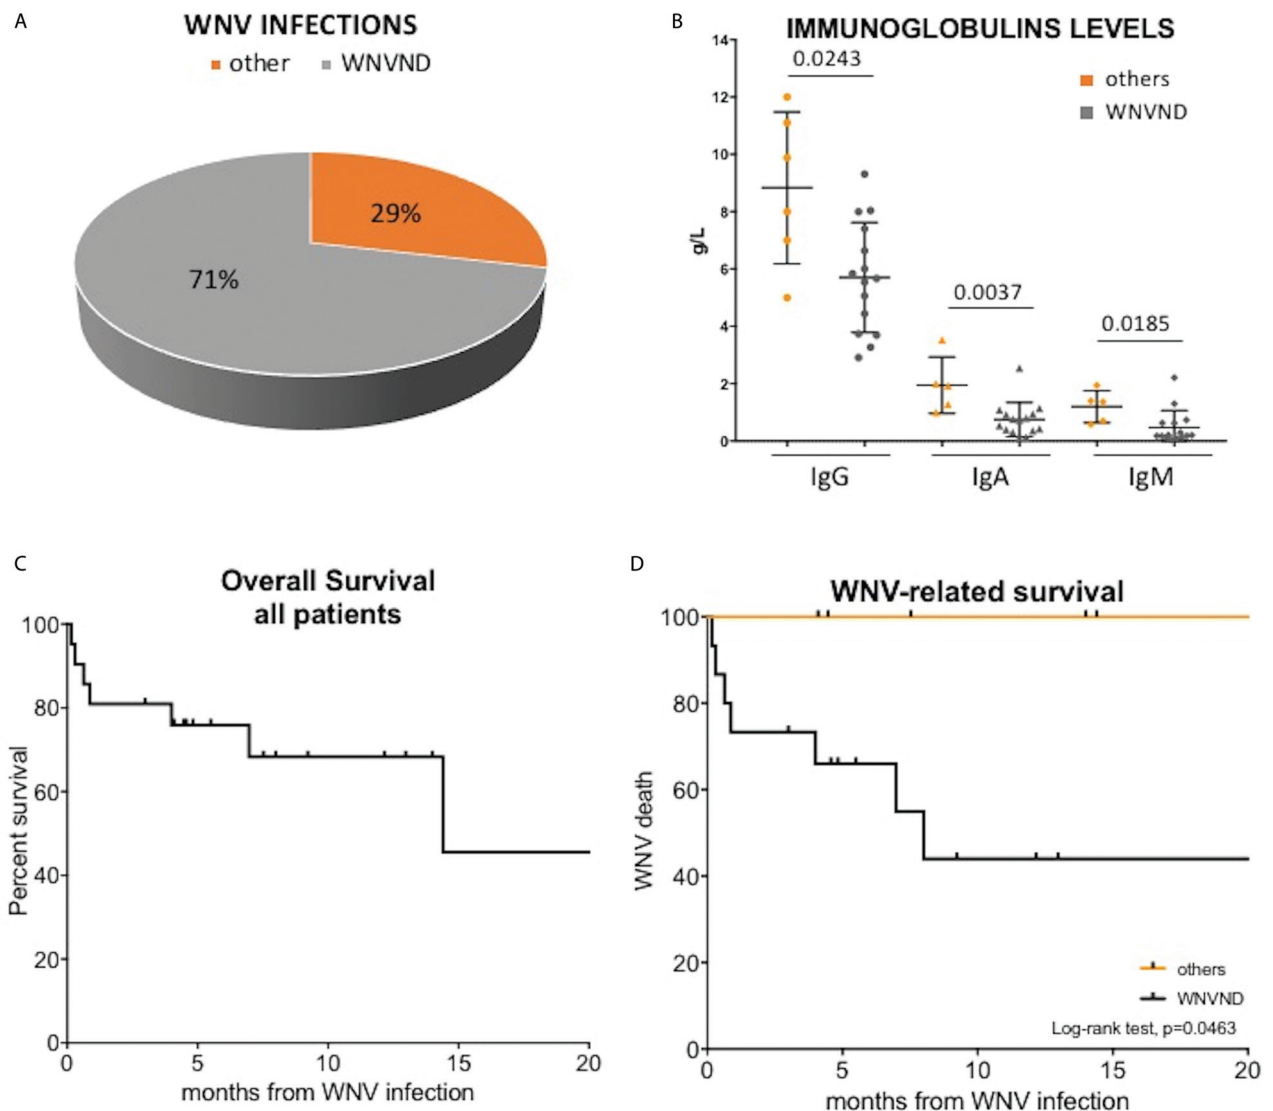 A
WNV INFECTIONS
other WNVND
29%
71%
B
IMMUNOGLOBULINS LEVELS
14
12
10
8
6
4
2
0
g/L
0.0243
others
WNVND
0.0037
0.0185
IgG IgA IgM
C
Overall Survival
all patients
100
80
60
40
20
0
Percent survival
0 5 10 15 20
months from WNV infection
D
WNV-related survival
100
80
60
40
20
0
WNV death
others
WNVND
Log-rank test, p=0.0463
0 5 10 15 20
months from WNV infection